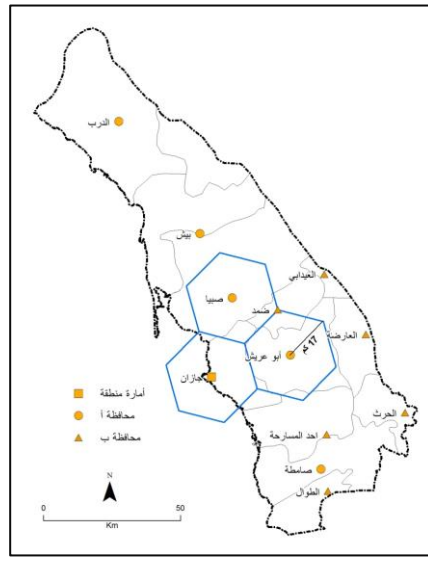 الدرب
بيش
العيدابي
صبيا
ضمد
العارضة
17 كم
أبو عريش
جازان
أمارة منطقة
محافظة أ
محافظة ب
الحرث
احد المسارحة
صامطة
الطوال
N
0 50
Km